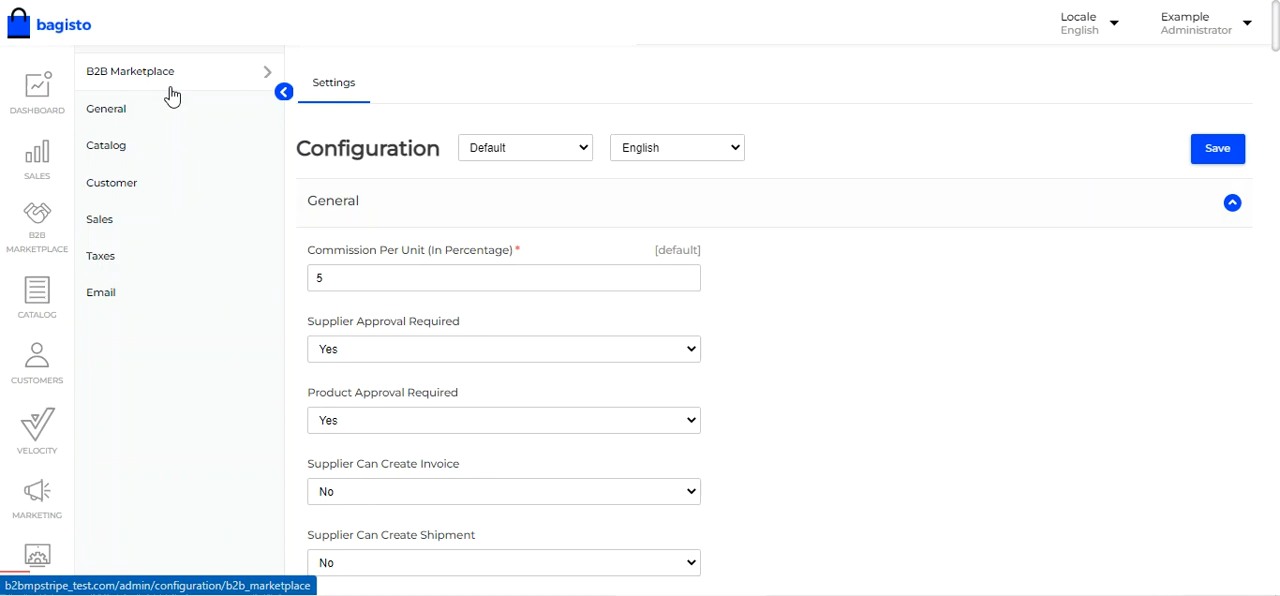 bagisto
Locale
English
Example
Administrator
DASHBOARD
SALES
B2B
MARKETPLACE
CATALOG
CUSTOMERS
VELOCITY
MARKETING
B2B Marketplace
General
Catalog
Customer
Sales
Taxes
Email
Settings
Configuration
Default
English
Save
General
Commission Per Unit (In Percentage) *
[default]
5
Supplier Approval Required
Yes
Product Approval Required
Yes
Supplier Can Create Invoice
No
Supplier Can Create Shipment
No
b2bmpstripe_test.com/admin/configuration/b2b_marketplace